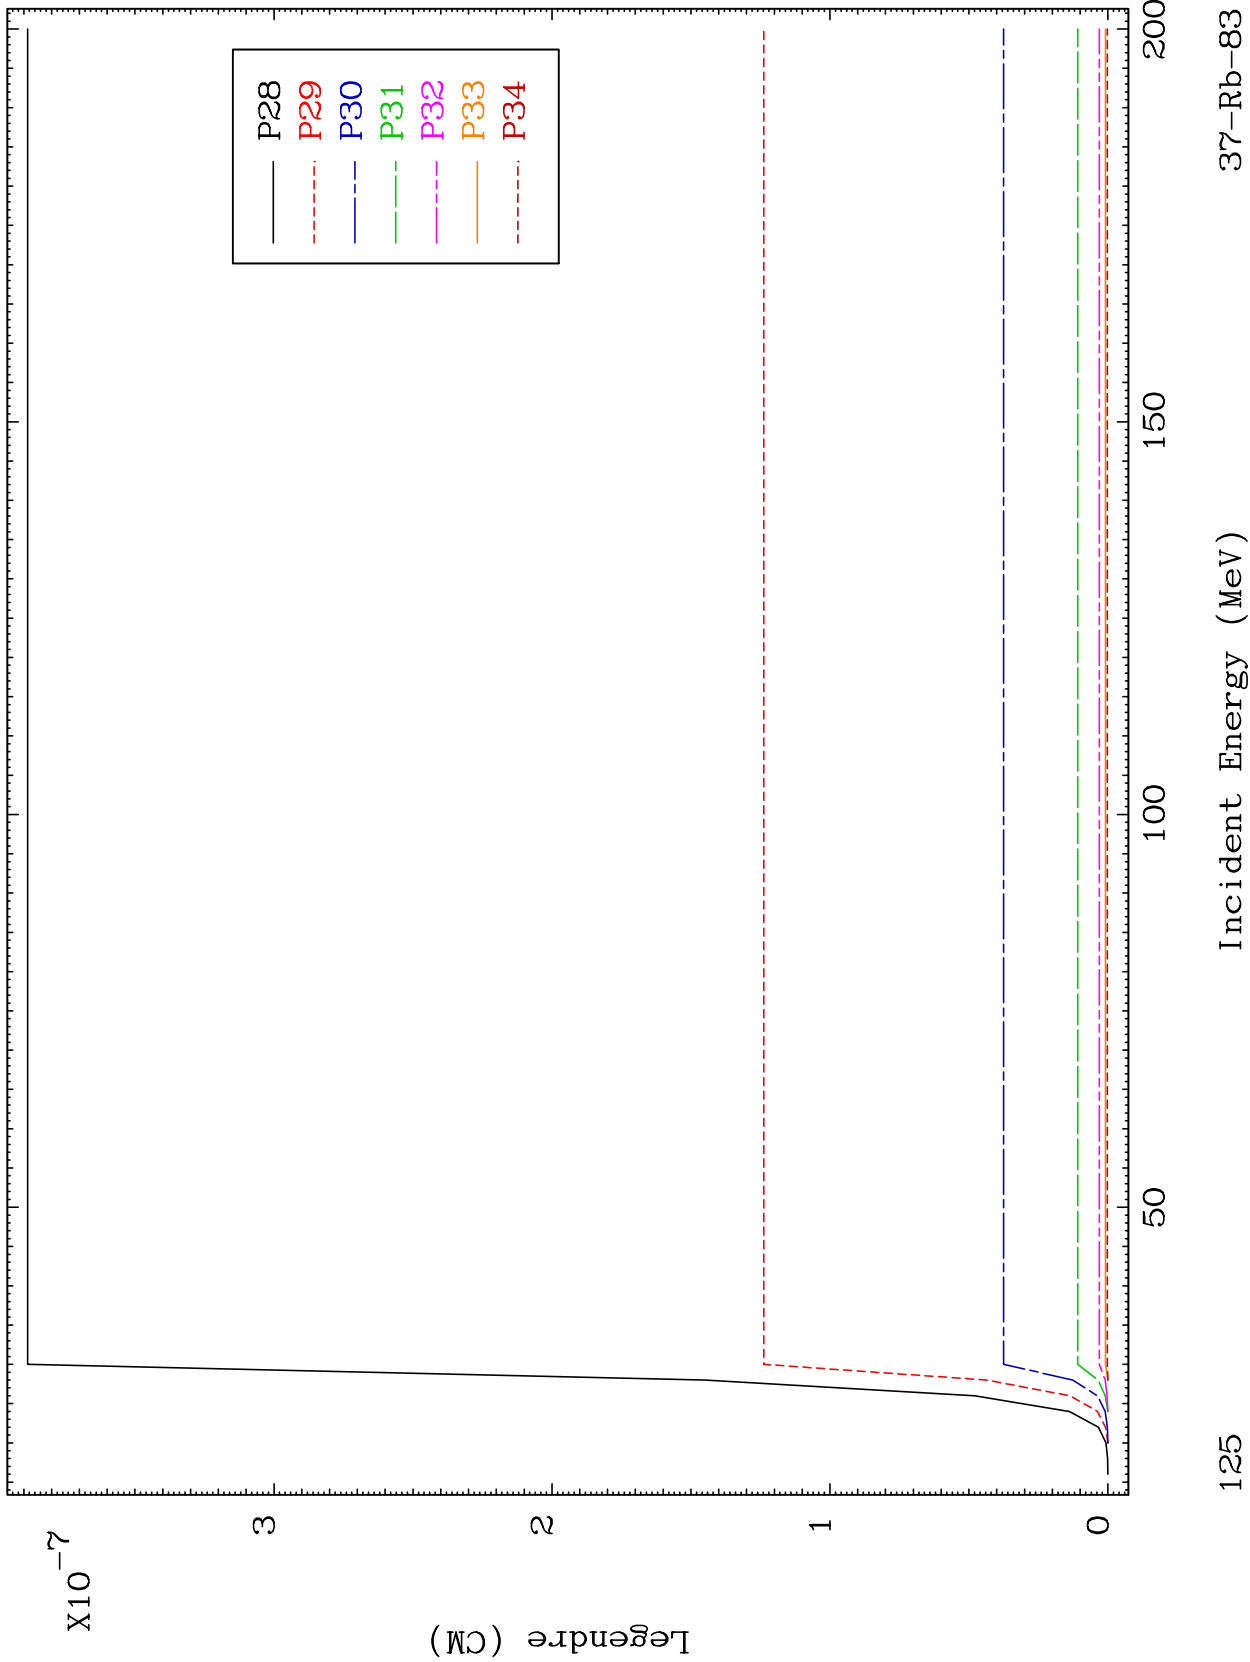 X10-7
3
2
1
0
Legendre (CM)
P28
P29
P30
P31
P32
P33
P34
50
100
150
200
Incident Energy (MeV)
125
37-Rb-83